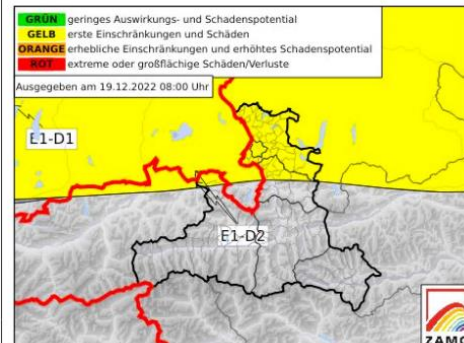 GRÜN geringes Auswirkungs- und Schadenspotential
GELB erste Einschränkungen und Schäden
ORANGE erhebliche Einschränkungen und erhöhtes Schadenspotential
ROT extreme oder großflächige Schäden/Verluste
Ausgegeben am 19.12.2022 08:00 Uhr
E1-D1
E1-D2
ZAMG